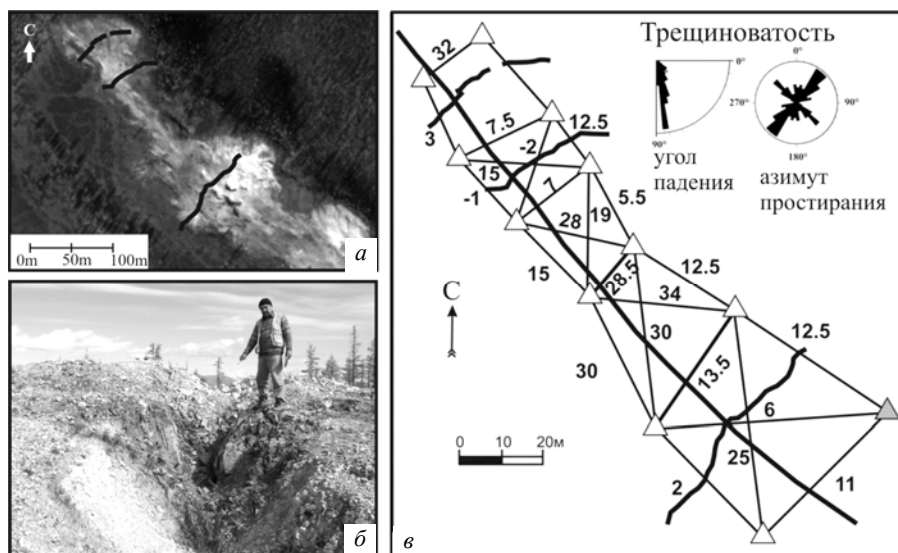 С
0m 50m 100m
а
б
Трещиноватость
0°
90°
угол
падения
0°
270°
90°
180°
азимут
простирания
32
3
7.5
12.5
-2
15
-1
7
19
5.5
28
15
28.5
12.5
34
30
30
12.5
13.5
6
25
2
11
С
0 10 20м
в